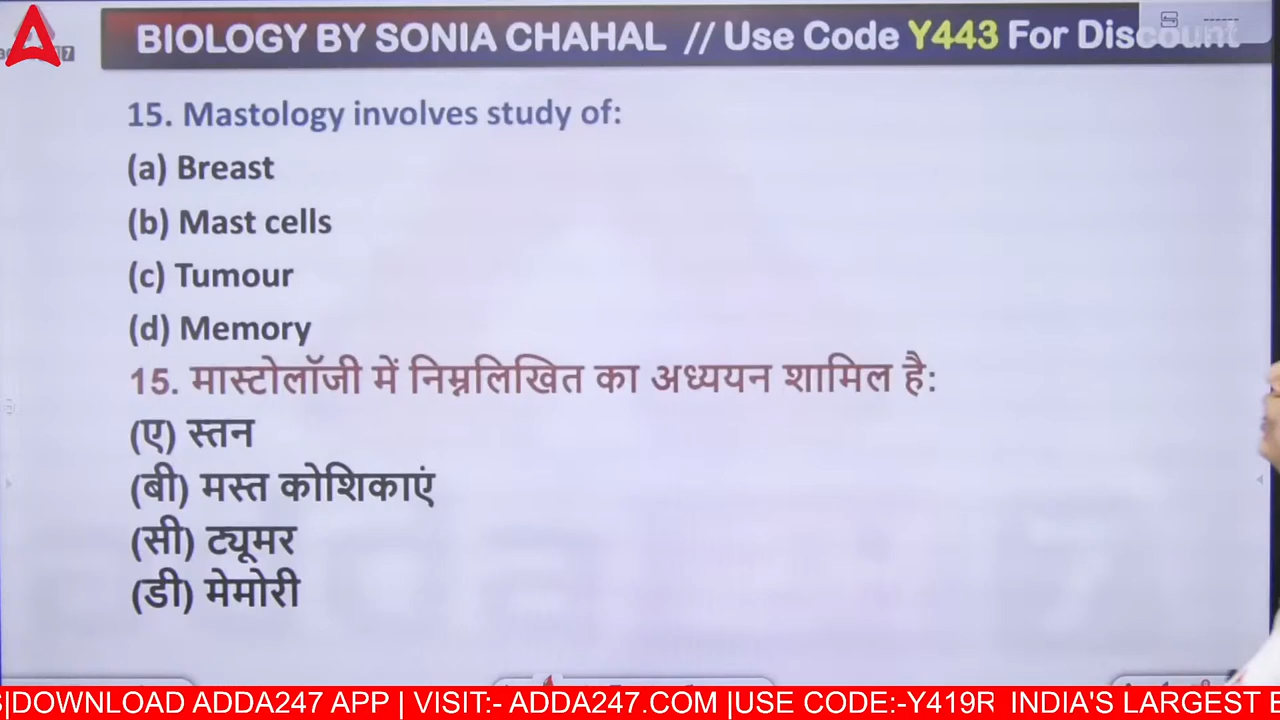 BIOLOGY BY SONIA CHAHAL // Use Code Y443 For Discount
15. Mastology involves study of:
(a) Breast
(b) Mast cells
(c) Tumour
(d) Memory
15. मास्टोलॉजी में निम्नलिखित का अध्ययन शामिल है:
(ए) स्तन
(बी) मस्त कोशिकाएं
(सी) ट्यूमर
(डी) मेमोरी
|DOWNLOAD ADDA247 APP | VISIT:- ADDA247.COM |USE CODE:-Y419R INDIA'S LARGEST